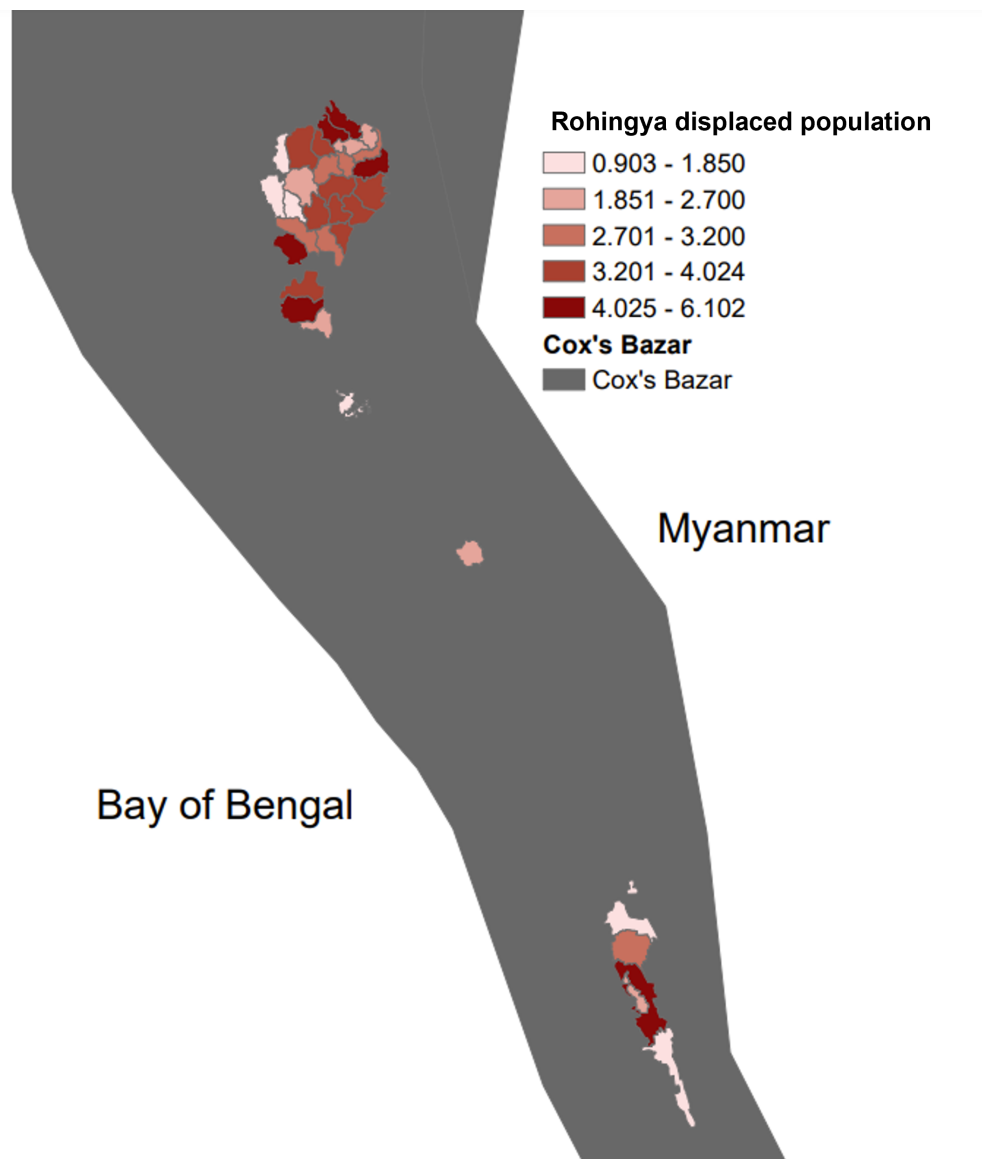 Rohingya displaced population
0.903 - 1.850
1.851 - 2.700
2.701 - 3.200
3.201 - 4.024
4.025 - 6.102
Cox's Bazar
Cox's Bazar
Myanmar
Bay of Bengal